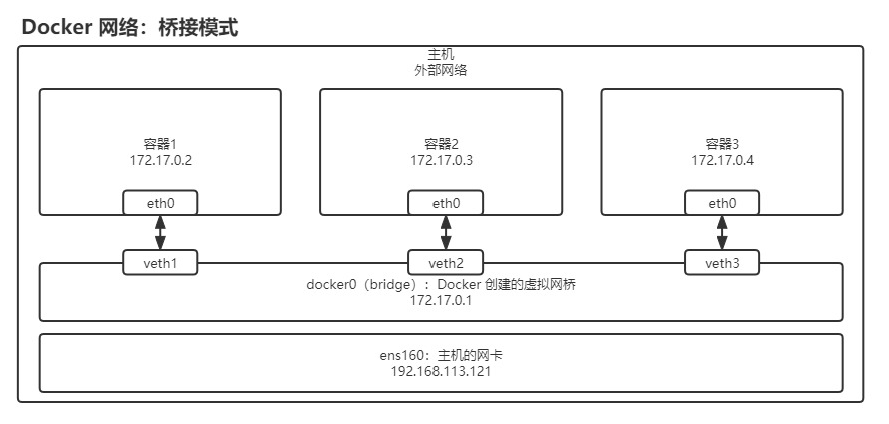 Docker 网络：桥接模式
主机
外部网络
容器1
172.17.0.2
容器2
172.17.0.3
容器3
172.17.0.4
eth0
eth0
eth0
veth1
veth2
veth3
docker0（bridge）：Docker 创建的虚拟网桥
172.17.0.1
ens160：主机的网卡
192.168.113.121